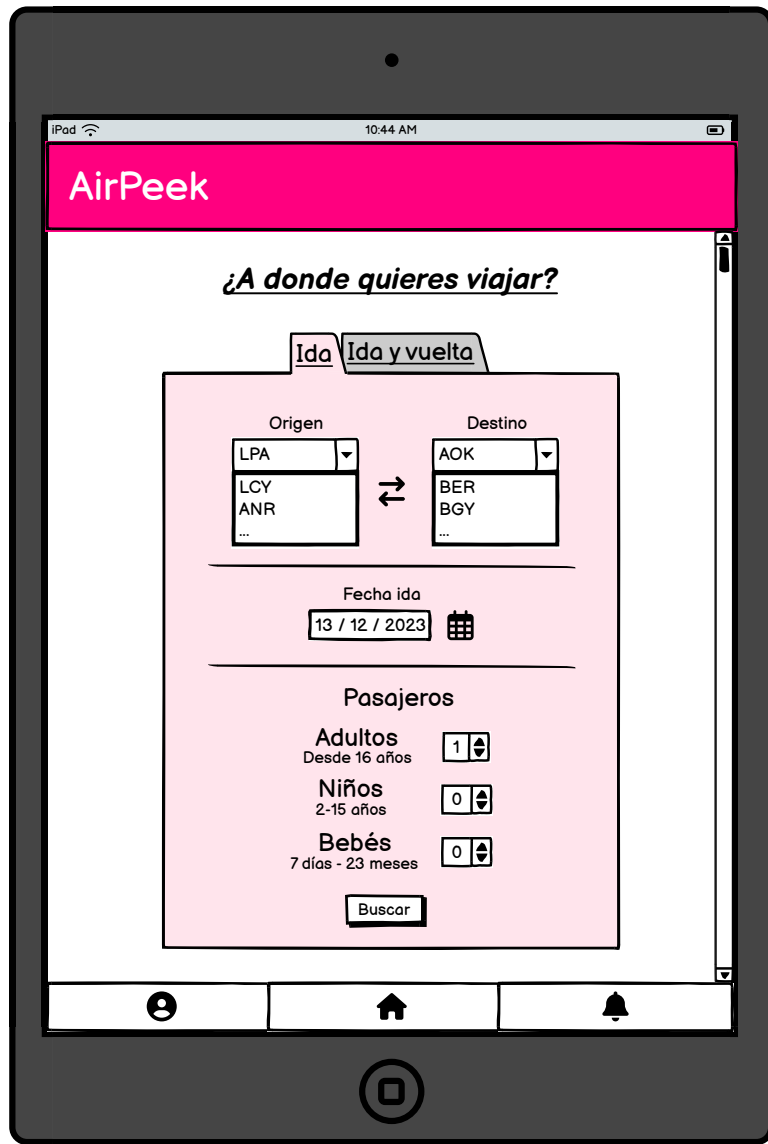 iPad 10:44 AM
AirPeek
¿A donde quieres viajar?
Ida Ida y vuelta
Origen Destino
LPA AOK
LCY BER
ANR BGY
... ...
Fecha ida
13 / 12 / 2023
Pasajeros
Adultos 1
Desde 16 años
Niños 0
2-15 años
Bebés 0
7 días - 23 meses
Buscar